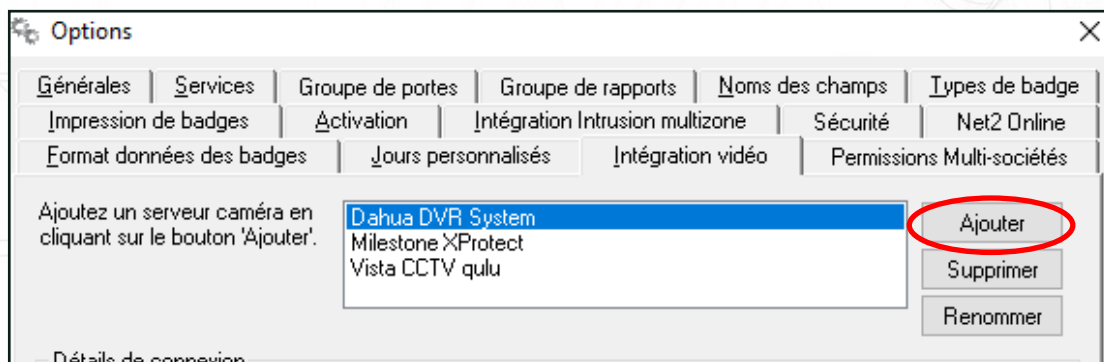 Options
Générales Services Groupe de portes Groupe de rapports Noms des champs Types de badge
Impression de badges Activation Intégration Intrusion multizone Sécurité Net2 Online
Format données des badges Jours personnalisés Intégration vidéo Permissions Multi-sociétés
Ajoutez un serveur caméra en
cliquant sur le bouton 'Ajouter'.
Dahua DVR System
Milestone XProtect
Vista CCTV qulu
Ajouter
Supprimer
Renommer
Détails de connexion